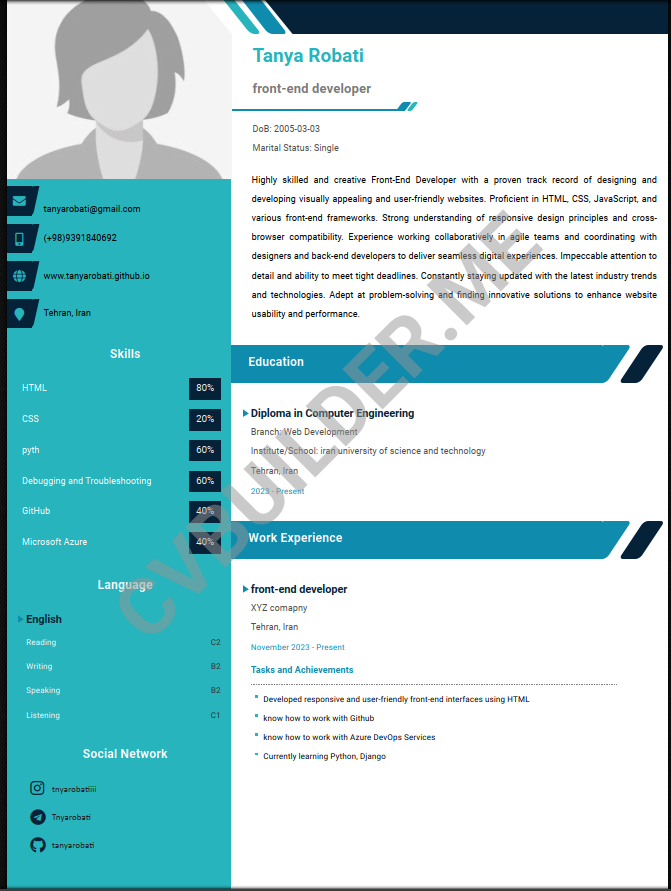 Tanya Robati
front-end developer
DoB: 2005-03-03
Marital Status: Single
Highly skilled and creative Front-End Developer with a proven track record of designing and
developing visually appealing and user-friendly websites. Proficient in HTML, CSS, JavaScript, and
various front-end frameworks. Strong understanding of responsive design principles and cross-
browser compatibility. Experience working collaboratively in agile teams and coordinating with
designers and back-end developers to deliver seamless digital experiences. Impeccable attention to
detail and ability to meet tight deadlines. Constantly staying updated with the latest industry trends
and technologies. Adept at problem-solving and finding innovative solutions to enhance website
usability and performance.
tanyarobati@gmail.com
(+98)9391840692
www.tanyarobati.github.io
Tehran, Iran
Skills
HTML 80%
CSS 20%
pyth 60%
Debugging and Troubleshooting 60%
GitHub 40%
Microsoft Azure 40%
Language
English
Reading C2
Writing B2
Speaking B2
Listening C1
Social Network
tnyarobatiiii
Tnyarobati
tanyarobati
Education
Diploma in Computer Engineering
Branch: Web Development
Institute/School: iran university of science and technology
Tehran, Iran
2023 - Present
Work Experience
front-end developer
XYZ comapny
Tehran, Iran
November 2023 - Present
Tasks and Achievements
Developed responsive and user-friendly front-end interfaces using HTML
know how to work with Github
know how to work with Azure DevOps Services
Currently learning Python, Django
CVBUILDER.ME